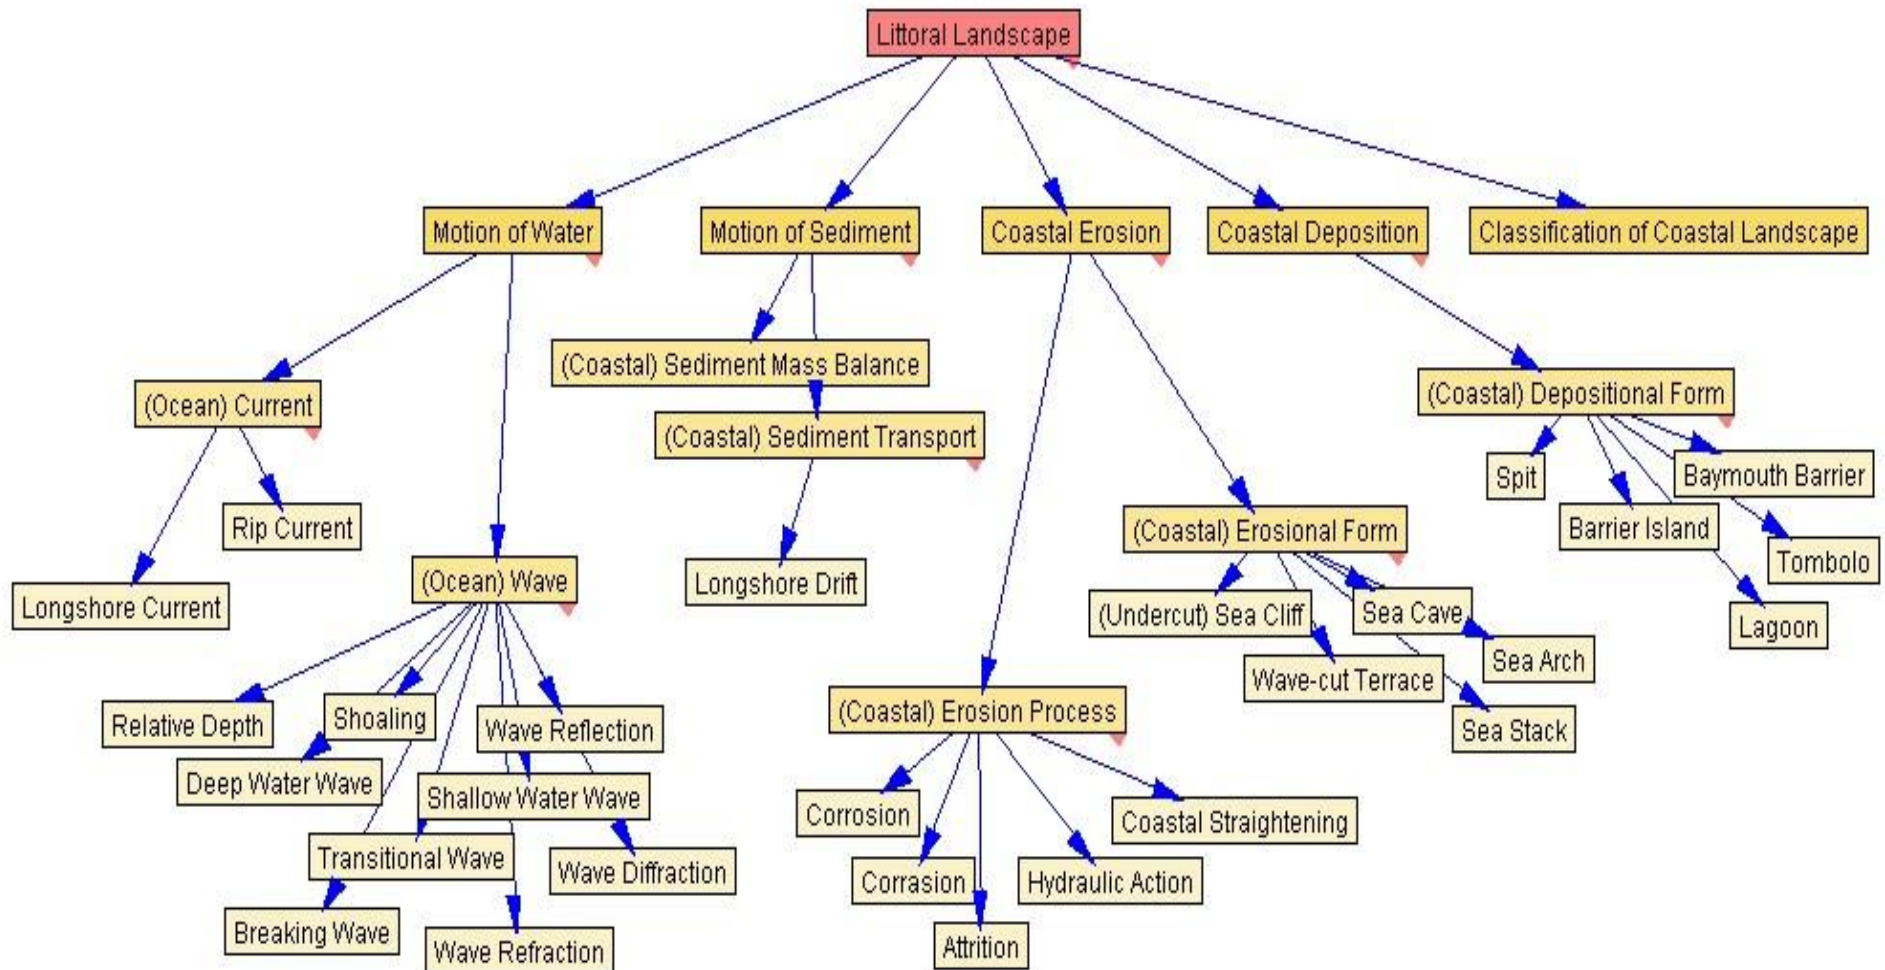 Littoral Landscape
Motion of Water
Motion of Sediment
Coastal Erosion
Coastal Deposition
Classification of Coastal Landscape
(Coastal) Sediment Mass Balance
(Ocean) Current
(Coastal) Depositional Form
(Coastal) Sediment Transport
Spit
Baymouth Barrier
Rip Current
Barrier Island
(Coastal) Erosional Form
Tombolo
(Ocean) Wave
Longshore Drift
Longshore Current
(Undercut) Sea Cliff
Sea Cave
Lagoon
Sea Arch
Wave-cut Terrace
Relative Depth
Shoaling
Wave Reflection
(Coastal) Erosion Process
Sea Stack
Deep Water Wave
Shallow Water Wave
Corrosion
Coastal Straightening
Transitional Wave
Wave Diffraction
Corrasion
Hydraulic Action
Breaking Wave
Wave Refraction
Attrition